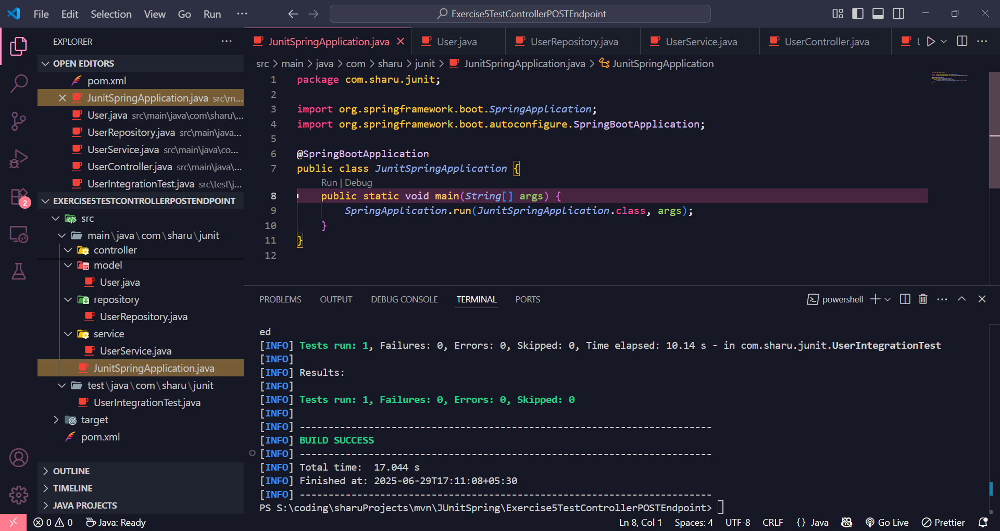 File Edit Selection View Go Run ···
Exercise5TestControllerPOSTEndpoint
EXPLORER
OPEN EDITORS
pom.xml
JunitSpringApplication.java src\m...
User.java src\main\java\com\sharu\...
UserRepository.java src\main\java...
UserService.java src\main\java\co...
UserController.java src\main\java\...
UserIntegrationTest.java src\test\j...
EXERCISE5TESTCONTROLLERPOSTENDPOINT
src
main\java\com\sharu\junit
controller
model
User.java
repository
UserRepository.java
service
UserService.java
JunitSpringApplication.java
test\java\com\sharu\junit
UserIntegrationTest.java
target
pom.xml
OUTLINE
TIMELINE
JAVA PROJECTS
2
JunitSpringApplication.java User.java UserRepository.java UserService.java UserController.java
src > main > java > com > sharu > junit > JunitSpringApplication.java > JunitSpringApplication
1 package com.sharu.junit;
2
3 import org.springframework.boot.SpringApplication;
4 import org.springframework.boot.autoconfigure.SpringBootApplication;
5
6 @SpringBootApplication
7 public class JunitSpringApplication {
Run | Debug
8 public static void main(String[] args) {
9 SpringApplication.run(JunitSpringApplication.class, args);
10 }
11 }
12
PROBLEMS OUTPUT DEBUG CONSOLE TERMINAL PORTS
powershell
ed
[INFO] Tests run: 1, Failures: 0, Errors: 0, Skipped: 0, Time elapsed: 10.14 s - in com.sharu.junit.UserIntegrationTest
[INFO]
[INFO] Results:
[INFO]
[INFO] Tests run: 1, Failures: 0, Errors: 0, Skipped: 0
[INFO]
[INFO] ------------------------------------------------------------------------
[INFO] BUILD SUCCESS
[INFO] ------------------------------------------------------------------------
[INFO] Total time:  17.044 s
[INFO] Finished at: 2025-06-29T17:11:08+05:30
[INFO] ------------------------------------------------------------------------
PS S:\coding\sharuProjects\mvn\JUnitSpring\Exercise5TestControllerPOSTEndpoint>
0 0 Java: Ready
Ln 8, Col 1 Spaces: 4 UTF-8 CRLF {} Java Go Live Prettier